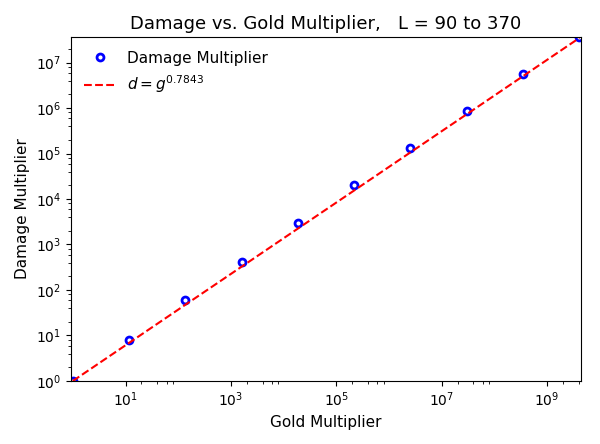 Damage vs. Gold Multiplier,   L = 90 to 370
Damage Multiplier
d = g^0.7843
Damage Multiplier
10^7
10^6
10^5
10^4
10^3
10^2
10^1
10^0
10^1 10^3 10^5 10^7 10^9
Gold Multiplier